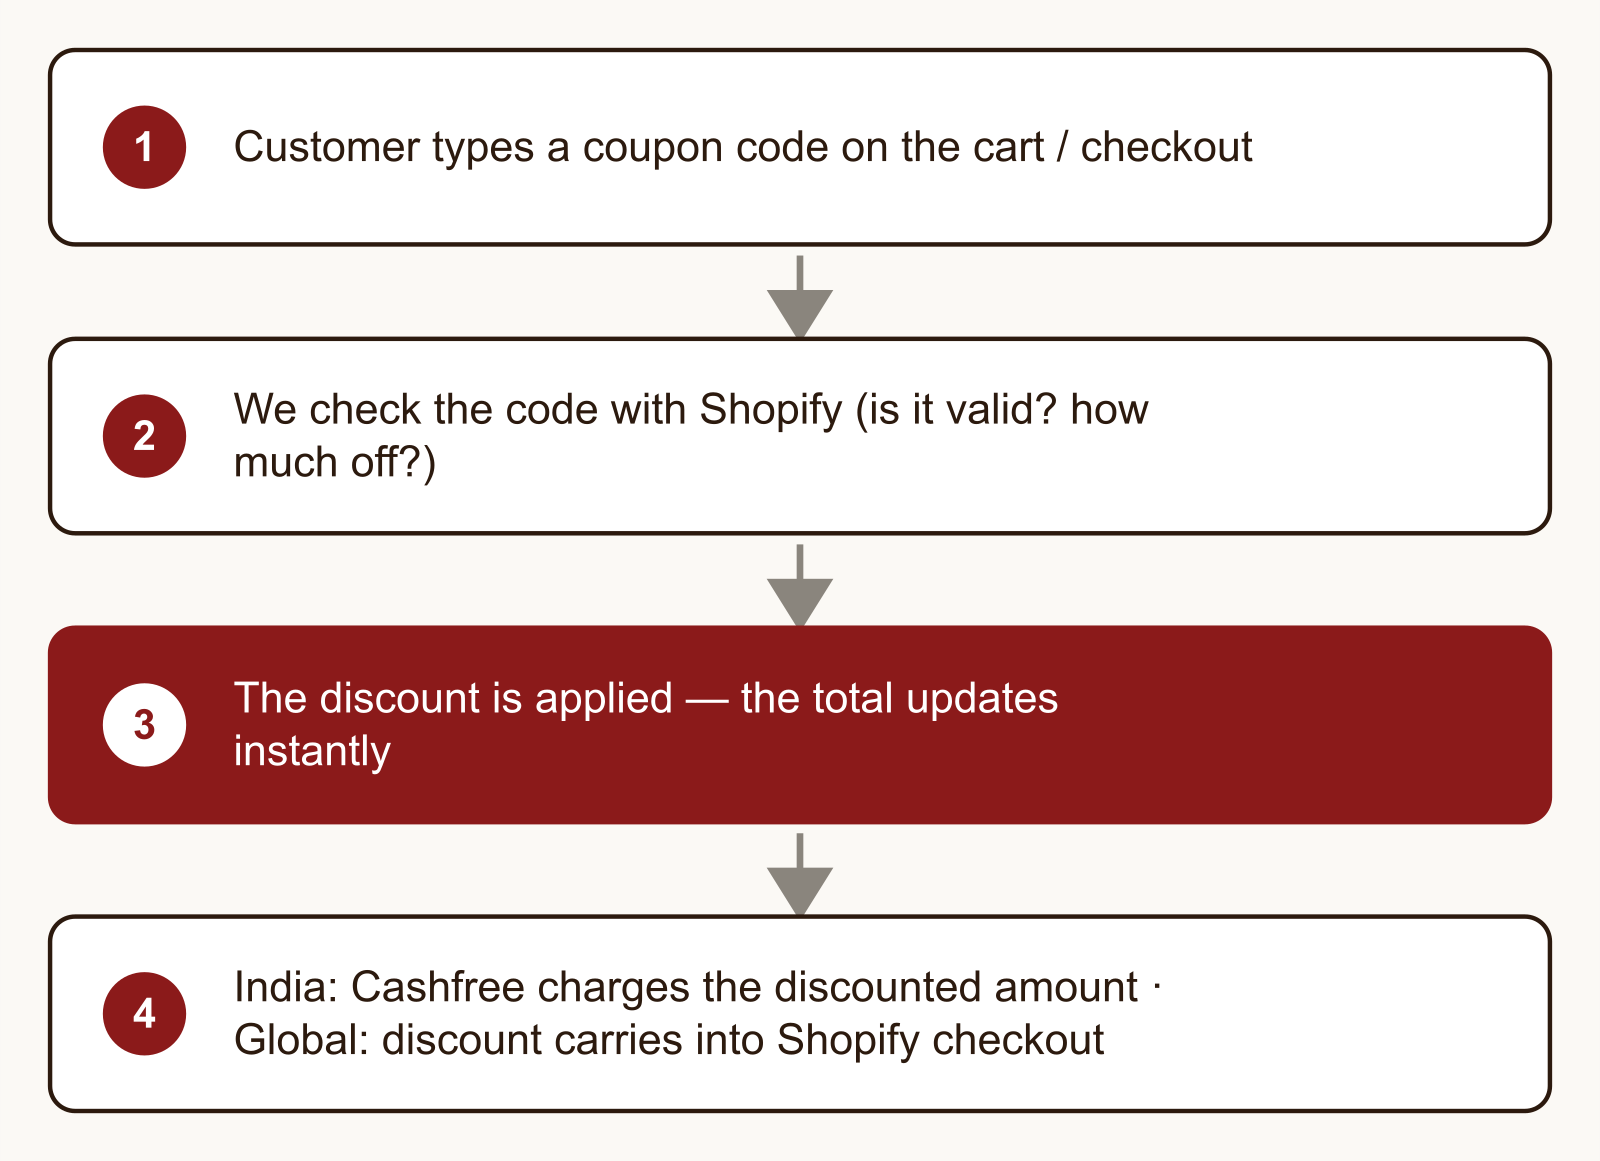 1
Customer types a coupon code on the cart / checkout
2
We check the code with Shopify (is it valid? how
much off?)
3
The discount is applied — the total updates
instantly
4
India: Cashfree charges the discounted amount ·
Global: discount carries into Shopify checkout